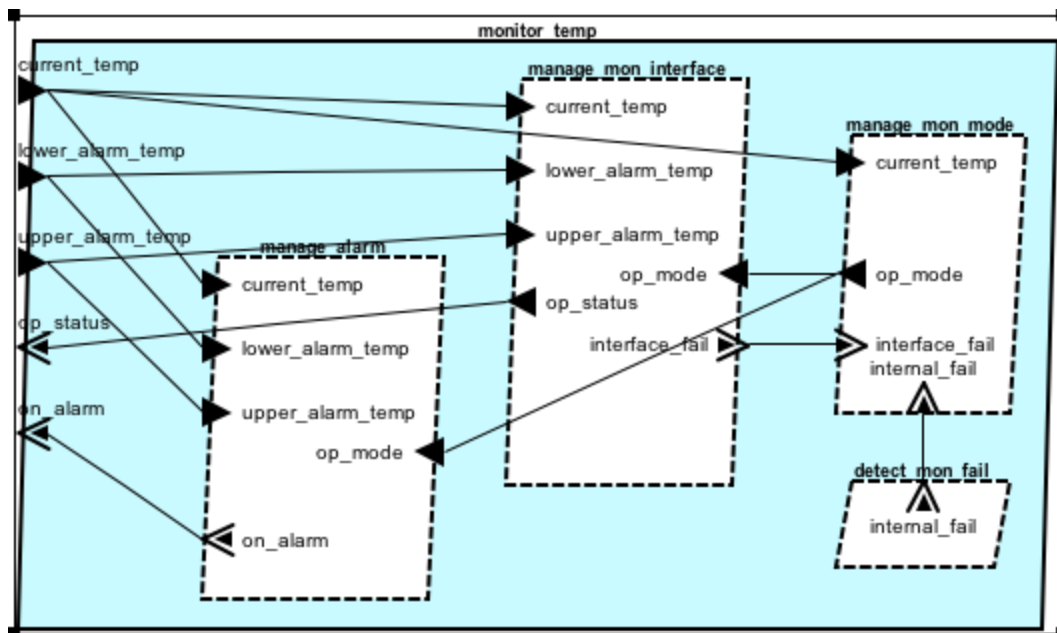 monitor_temp
current_temp
lower_alarm_temp
upper_alarm_temp
op_status
on_alarm
manage_alarm
current_temp
lower_alarm_temp
upper_alarm_temp
op_mode
on_alarm
manage_mon_interface
current_temp
lower_alarm_temp
upper_alarm_temp
op_mode
op_status
interface_fail
manage_mon_mode
current_temp
op_mode
interface_fail
internal_fail
detect_mon_fail
internal_fail